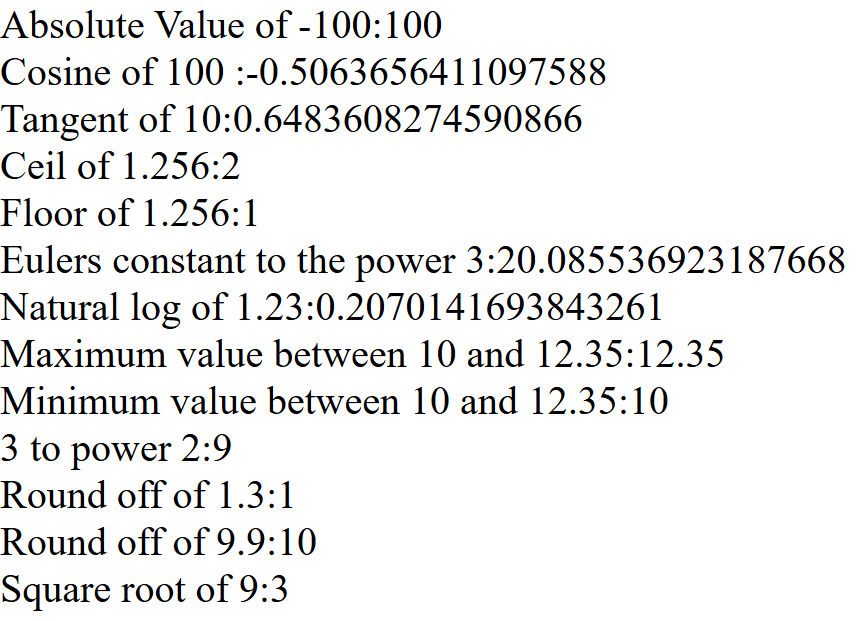 Absolute Value of -100:100
Cosine of 100 :-0.5063656411097588
Tangent of 10:0.6483608274590866
Ceil of 1.256:2
Floor of 1.256:1
Eulers constant to the power 3:20.085536923187668
Natural log of 1.23:0.2070141693843261
Maximum value between 10 and 12.35:12.35
Minimum value between 10 and 12.35:10
3 to power 2:9
Round off of 1.3:1
Round off of 9.9:10
Square root of 9:3